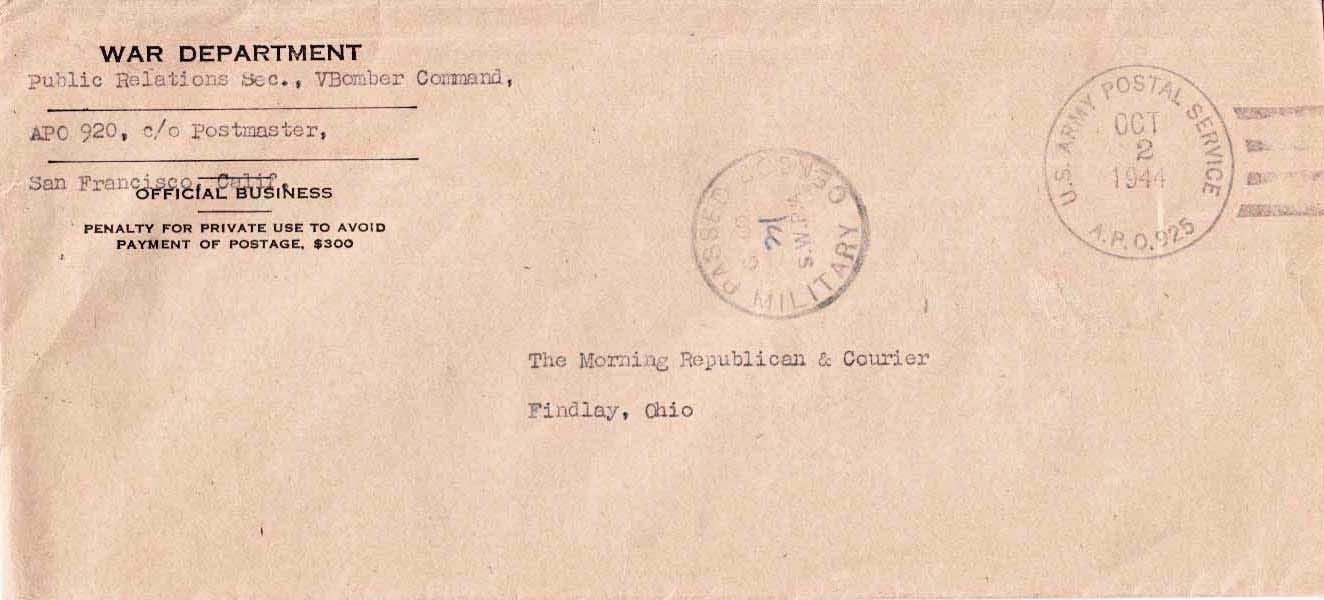 WAR DEPARTMENT
Public Relations Sec., VBomber Command,
APO 920, c/o Postmaster,
San Francisco, Calif.
OFFICIAL BUSINESS
PENALTY FOR PRIVATE USE TO AVOID
PAYMENT OF POSTAGE, $300
PASSED
MILITARY
S.W.P.A.
U.S. ARMY POSTAL SERVICE
OCT
2
1944
A.P.O. 925
The Morning Republican & Courier
Findlay, Ohio